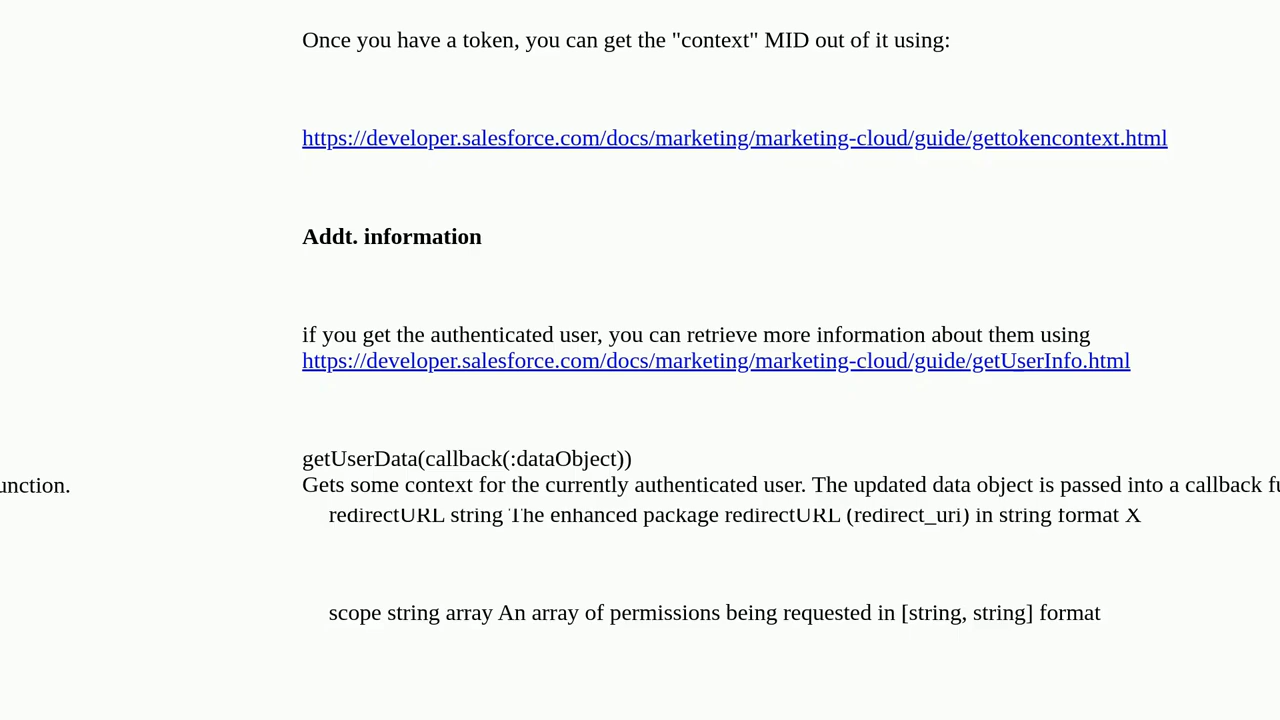 Once you have a token, you can get the "context" MID out of it using:
https://developer.salesforce.com/docs/marketing/marketing-cloud/guide/gettokencontext.html
Addt. information
if you get the authenticated user, you can retrieve more information about them using
https://developer.salesforce.com/docs/marketing/marketing-cloud/guide/getUserInfo.html
getUserData(callback(:dataObject))
Gets some context for the currently authenticated user. The updated data object is passed into a callback fu
unction.
redirectURL string The enhanced package redirectURL (redirect_uri) in string format X
scope string array An array of permissions being requested in [string, string] format